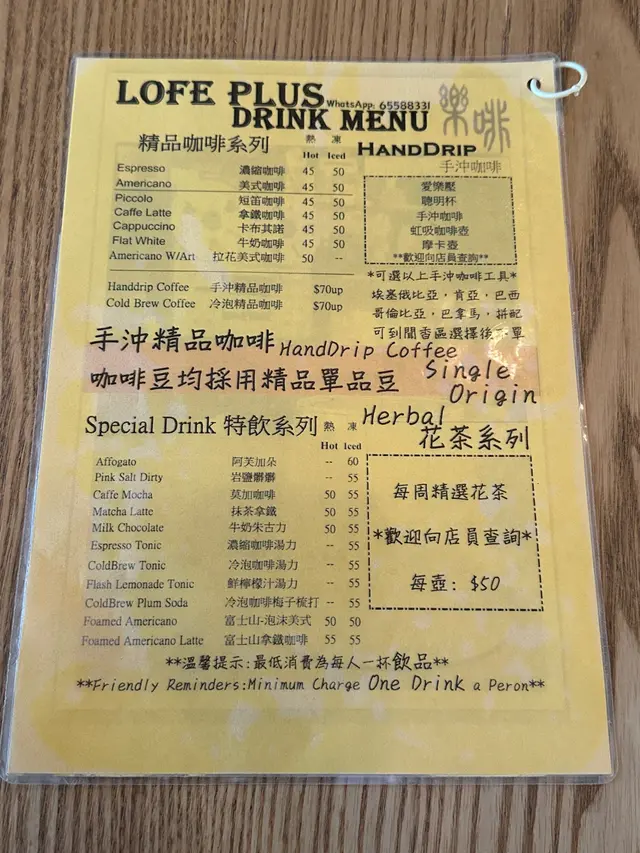 LOFE PLUS
WhatsApp: 65588331
DRINK MENU
樂啡
精品咖啡系列 熱 凍
Hot Iced
Espresso 濃縮咖啡 45 50
Americano 美式咖啡 45 50
Piccolo 短笛咖啡 45 50
Caffe Latte 拿鐵咖啡 45 50
Cappuccino 卡布其諾 45 50
Flat White 牛奶咖啡 45 50
Americano W/Art 拉花美式咖啡 50 --
Handdrip Coffee 手沖精品咖啡 $70up
Cold Brew Coffee 冷泡精品咖啡 $70up
HANDDRIP
手沖咖啡
愛樂壓
聰明杯
手沖咖啡
虹吸咖啡壺
摩卡壺
**歡迎向店員查詢**
*可選以上手沖咖啡工具*
埃塞俄比亞，肯亞，巴西
哥倫比亞，巴拿馬，拼配
可到聞香區選擇後下單
手沖精品咖啡 HandDrip Coffee
咖啡豆均採用精品單品豆 Single
Origin
Special Drink 特飲系列 熱 凍
Hot Iced
Affogato 阿芙加朵 -- 60
Pink Salt Dirty 岩鹽髒髒 -- 55
Caffe Mocha 莫加咖啡 50 55
Matcha Latte 抹茶拿鐵 50 55
Milk Chocolate 牛奶朱古力 50 55
Espresso Tonic 濃縮咖啡湯力 -- 55
ColdBrew Tonic 冷泡咖啡湯力 -- 55
Flash Lemonade Tonic 鮮檸檬汁湯力 -- 55
ColdBrew Plum Soda 冷泡咖啡梅子梳打 -- 55
Foamed Americano 富士山-泡沫美式 50 50
Foamed Americano Latte 富士山拿鐵咖啡 55 55
Herbal
花茶系列
每周精選花茶
*歡迎向店員查詢*
每壺: $50
**溫馨提示:最低消費為每人一杯飲品**
**Friendly Reminders:Minimum Charge One Drink a Peron**